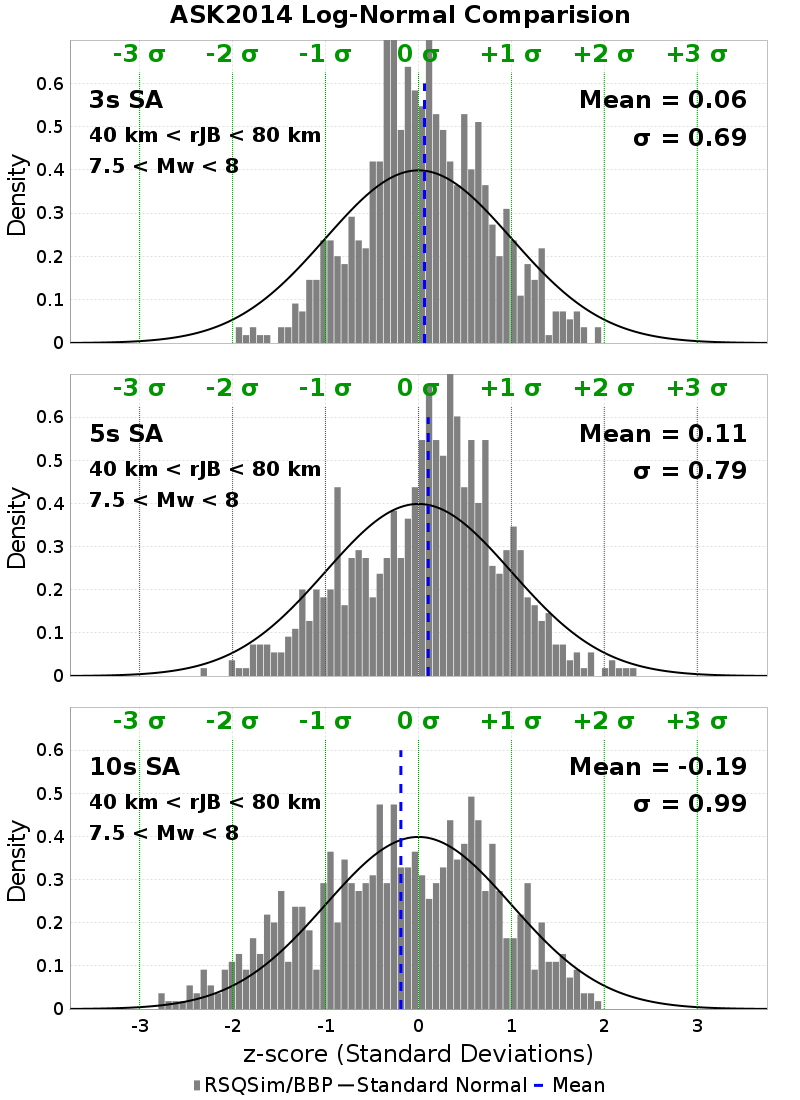 ASK2014 Log-Normal Comparision
-3 σ -2 σ -1 σ 0 σ +1 σ +2 σ +3 σ
0.6
0.5
0.4
0.3
0.2
0.1
0
Density
3s SA
40 km < rJB < 80 km
7.5 < Mw < 8
Mean = 0.06
σ = 0.69
-3 σ -2 σ -1 σ 0 σ +1 σ +2 σ +3 σ
0.6
0.5
0.4
0.3
0.2
0.1
0
Density
5s SA
40 km < rJB < 80 km
7.5 < Mw < 8
Mean = 0.11
σ = 0.79
-3 σ -2 σ -1 σ 0 σ +1 σ +2 σ +3 σ
0.6
0.5
0.4
0.3
0.2
0.1
0
Density
10s SA
40 km < rJB < 80 km
7.5 < Mw < 8
Mean = -0.19
σ = 0.99
-3 -2 -1 0 1 2 3
z-score (Standard Deviations)
RSQSim/BBP Standard Normal Mean